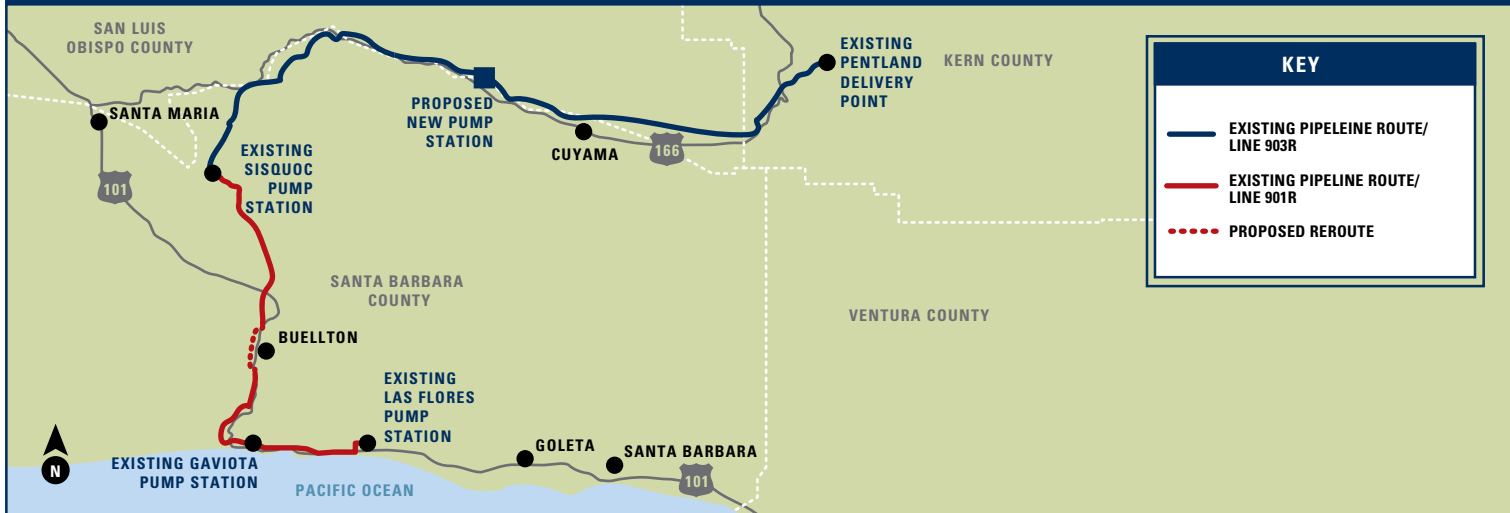 SAN LUIS
OBISPO COUNTY
SANTA MARIA
101
EXISTING
SISQUOC
PUMP
STATION
PROPOSED
NEW PUMP
STATION
CUYAMA
166
EXISTING
PENTLAND
DELIVERY
POINT
KERN COUNTY
KEY
EXISTING PIPELEINE ROUTE/
LINE 903R
EXISTING PIPELINE ROUTE/
LINE 901R
PROPOSED REROUTE
SANTA BARBARA
COUNTY
VENTURA COUNTY
BUELLTON
EXISTING
LAS FLORES
PUMP
STATION
GOLETA
SANTA BARBARA
101
N
EXISTING GAVIOTA
PUMP STATION
PACIFIC OCEAN